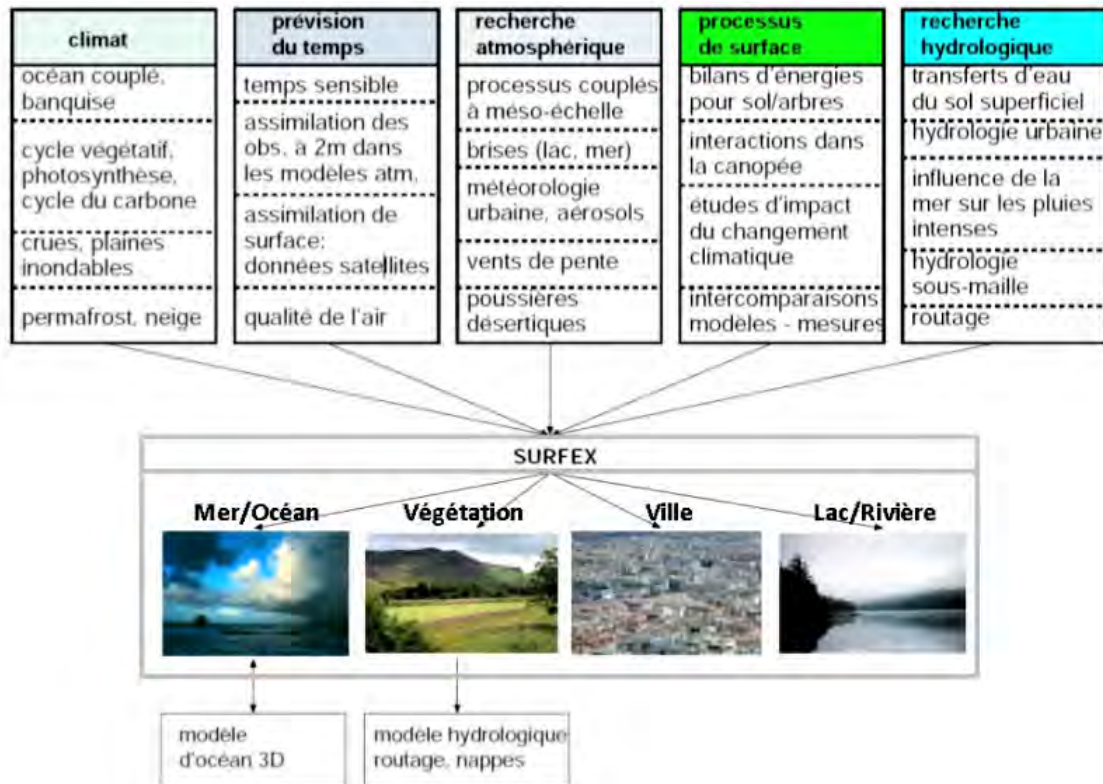 climat
océan couplé,
banquise
cycle végétatif,
photosynthèse,
cycle du carbone
crues, plaines
inondables
permafrost, neige
prévision
du temps
temps sensible
assimilation des
obs. à 2m dans
les modèles atm.
assimilation de
surface:
données satellites
qualité de l'air
recherche
atmosphérique
processus couplés
à méso-échelle
brises (lac, mer)
météorologie
urbaine, aérosols
vents de pente
poussières
désertiques
processus
de surface
bilans d'énergies
pour sol/arbres
interactions dans
la canopée
études d'impact
du changement
climatique
intercomparaisons
modèles - mesures
recherche
hydrologique
transferts d'eau
du sol superficiel
hydrologie urbaine
influence de la
mer sur les pluies
intenses
hydrologie
sous-maille
routage
SURFEX
Mer/Océan
Végétation
Ville
Lac/Rivière
modèle
d'océan 3D
modèle hydrologique
routage, nappes